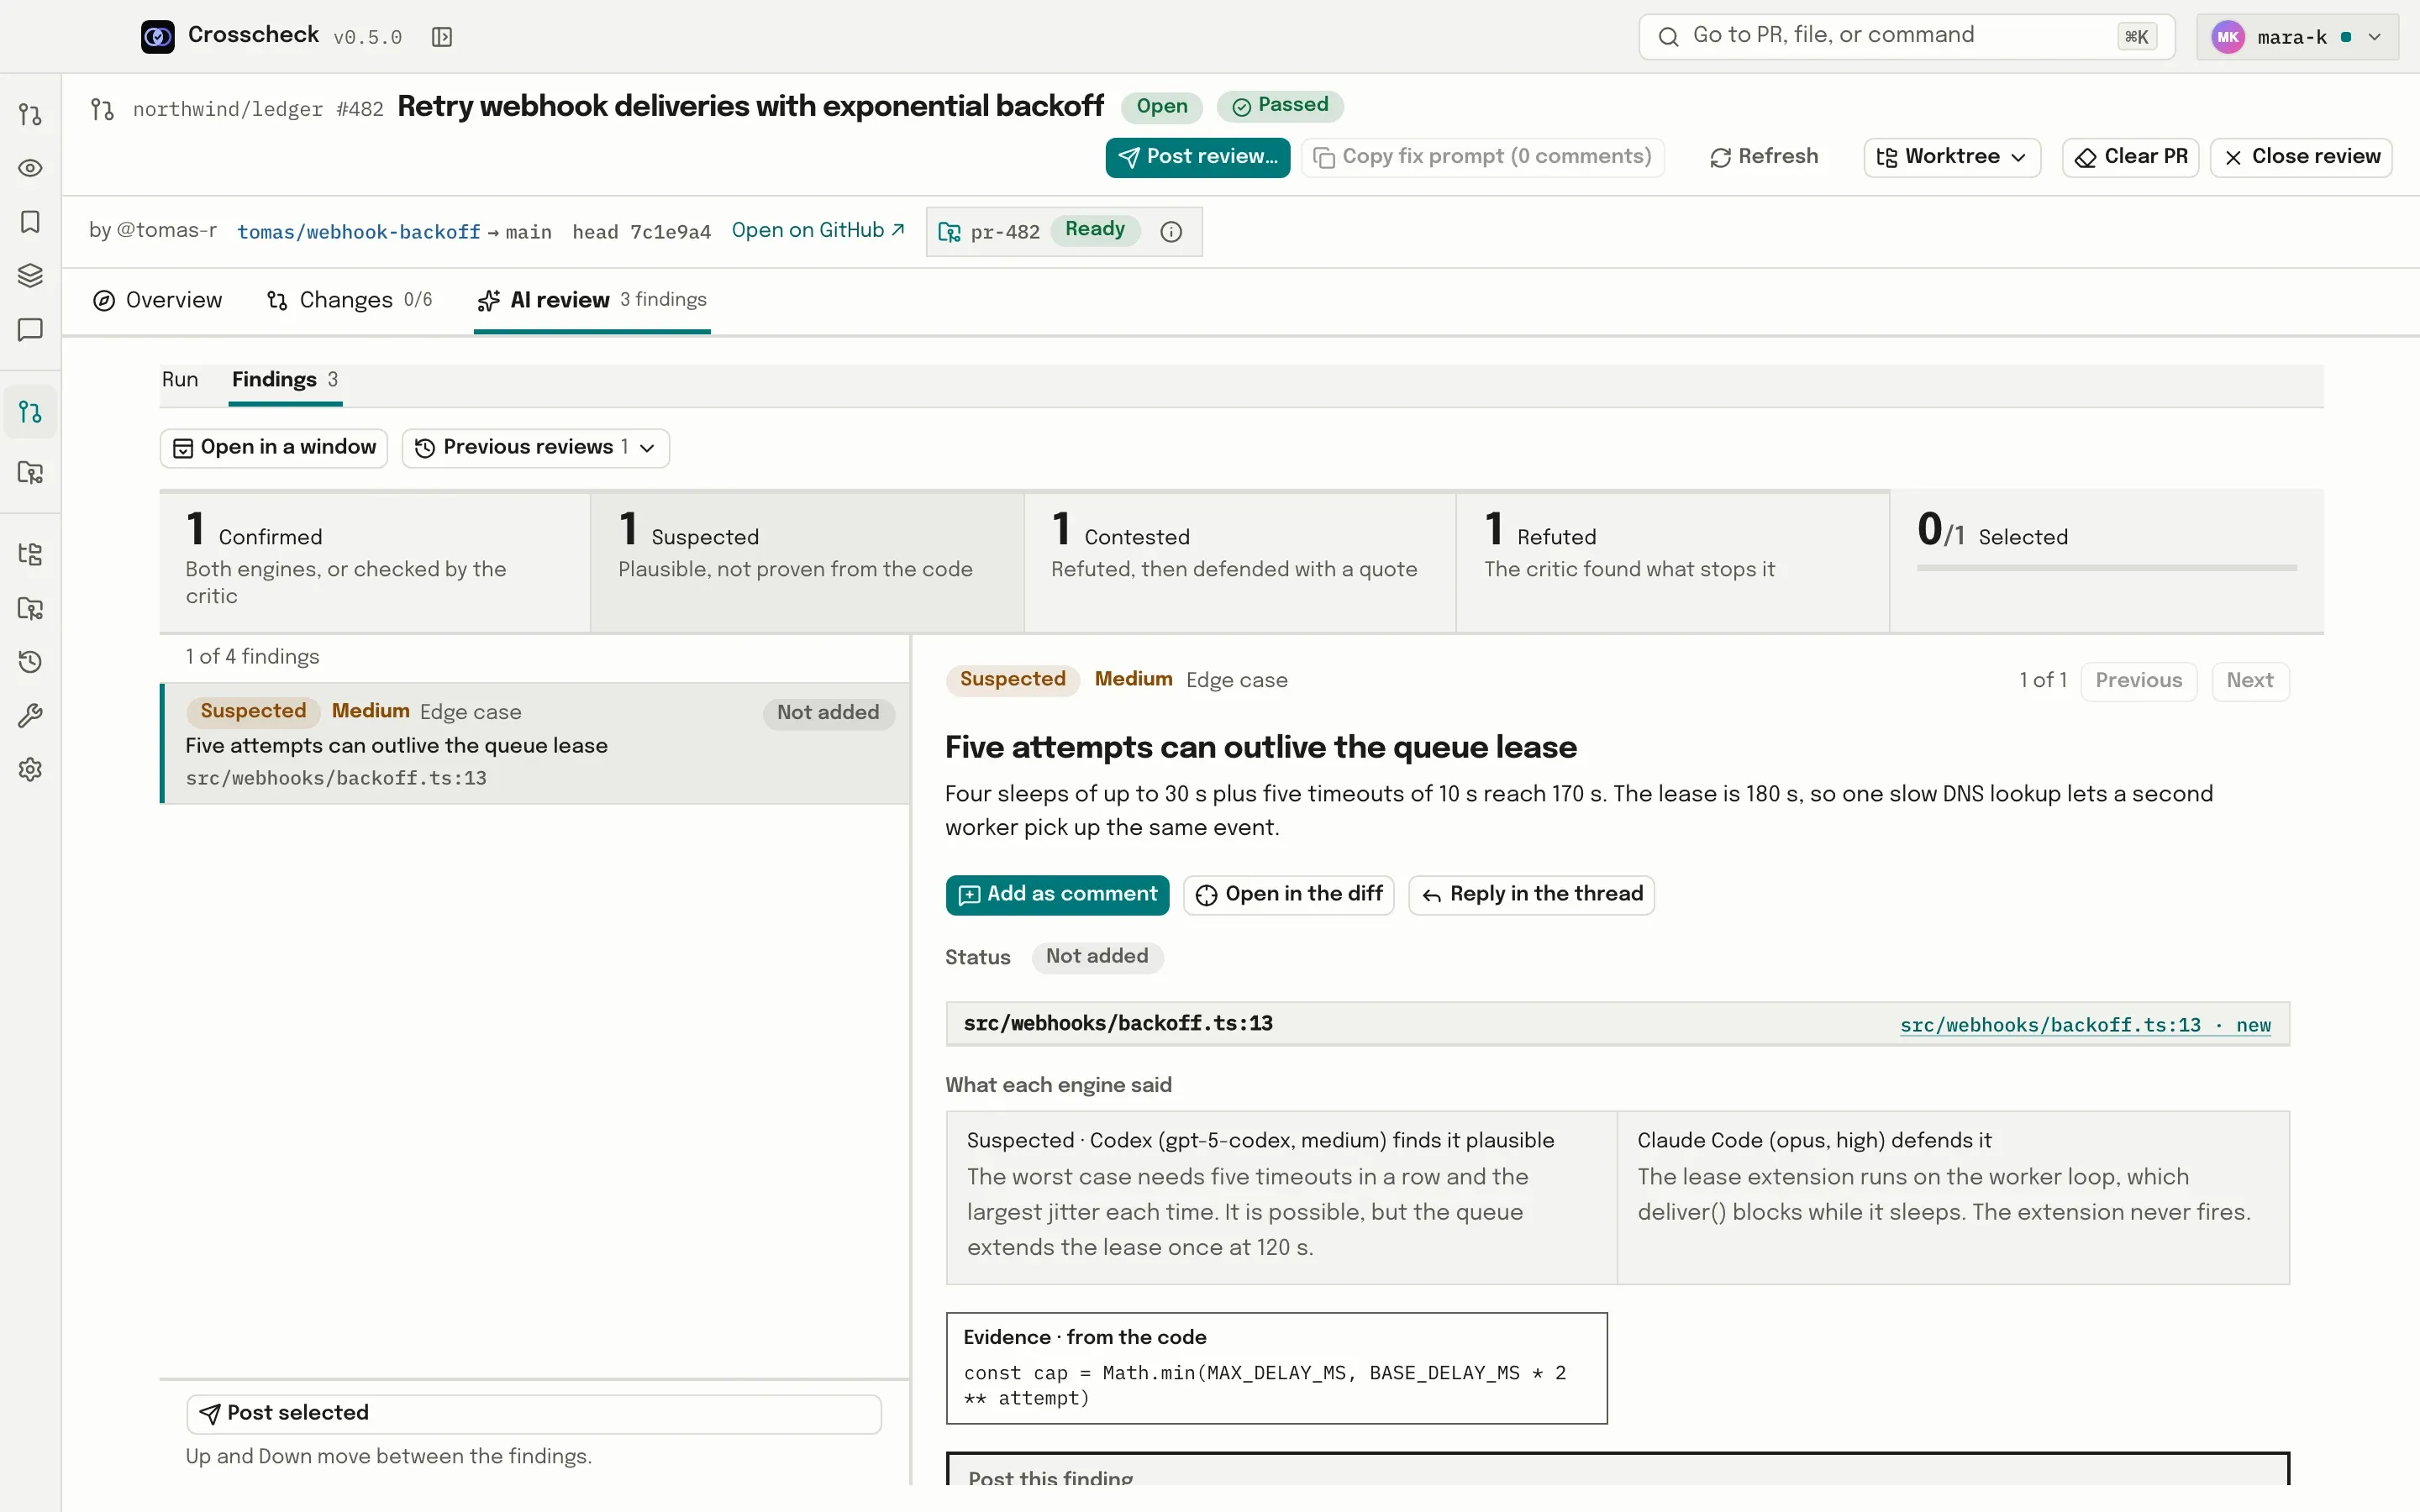 Crosscheck v0.5.0
Go to PR, file, or command ⌘K
MK mara-k
northwind/ledger #482 Retry webhook deliveries with exponential backoff Open Passed
Post review… Copy fix prompt (0 comments) Refresh Worktree Clear PR Close review
by @tomas-r tomas/webhook-backoff → main head 7c1e9a4 Open on GitHub ↗ pr-482 Ready
Overview Changes 0/6 AI review 3 findings
Run Findings 3
Open in a window Previous reviews 1
1 Confirmed
Both engines, or checked by the
critic
1 Suspected
Plausible, not proven from the code
1 Contested
Refuted, then defended with a quote
1 Refuted
The critic found what stops it
0/1 Selected
1 of 4 findings
Suspected Medium Edge case Not added
Five attempts can outlive the queue lease
src/webhooks/backoff.ts:13
Post selected
Up and Down move between the findings.
Suspected Medium Edge case 1 of 1 Previous Next
Five attempts can outlive the queue lease
Four sleeps of up to 30 s plus five timeouts of 10 s reach 170 s. The lease is 180 s, so one slow DNS lookup lets a second
worker pick up the same event.
Add as comment Open in the diff Reply in the thread
Status Not added
src/webhooks/backoff.ts:13 src/webhooks/backoff.ts:13 · new
What each engine said
Suspected · Codex (gpt-5-codex, medium) finds it plausible
The worst case needs five timeouts in a row and the
largest jitter each time. It is possible, but the queue
extends the lease once at 120 s.
Claude Code (opus, high) defends it
The lease extension runs on the worker loop, which
deliver() blocks while it sleeps. The extension never fires.
Evidence · from the code
const cap = Math.min(MAX_DELAY_MS, BASE_DELAY_MS * 2
** attempt)
Post this finding